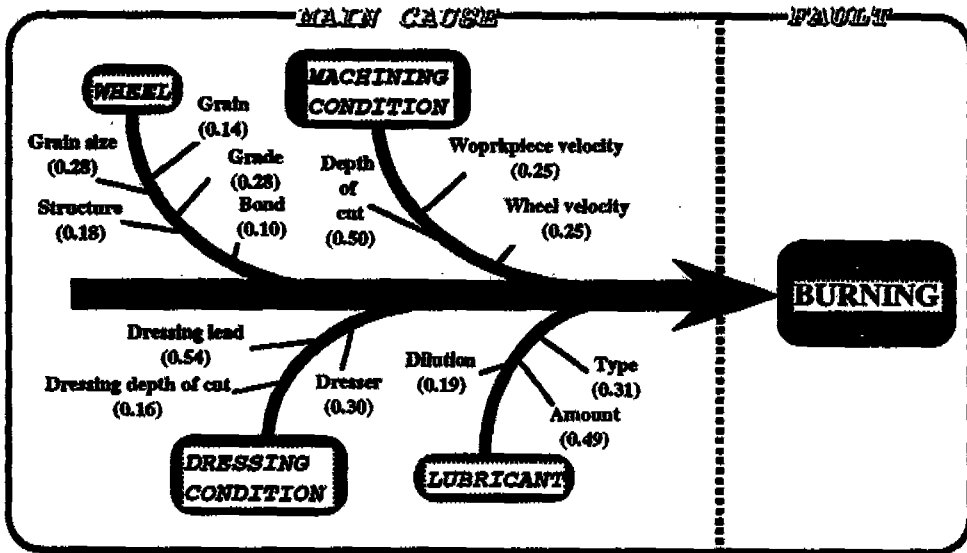 MAIN CAUSE
FAULT
WHEEL
Grain
(0.14)
Grain size
(0.28)
Grade
(0.28)
Structure
(0.18)
Bond
(0.10)
MACHINING
CONDITION
Depth
of
cut
(0.50)
Woprkpiece velocity
(0.25)
Wheel velocity
(0.25)
BURNING
Dressing lead
(0.54)
Dressing depth of cut
(0.16)
Dresser
(0.30)
DRESSING
CONDITION
Dilution
(0.19)
Type
(0.31)
Amount
(0.49)
LUBRICANT